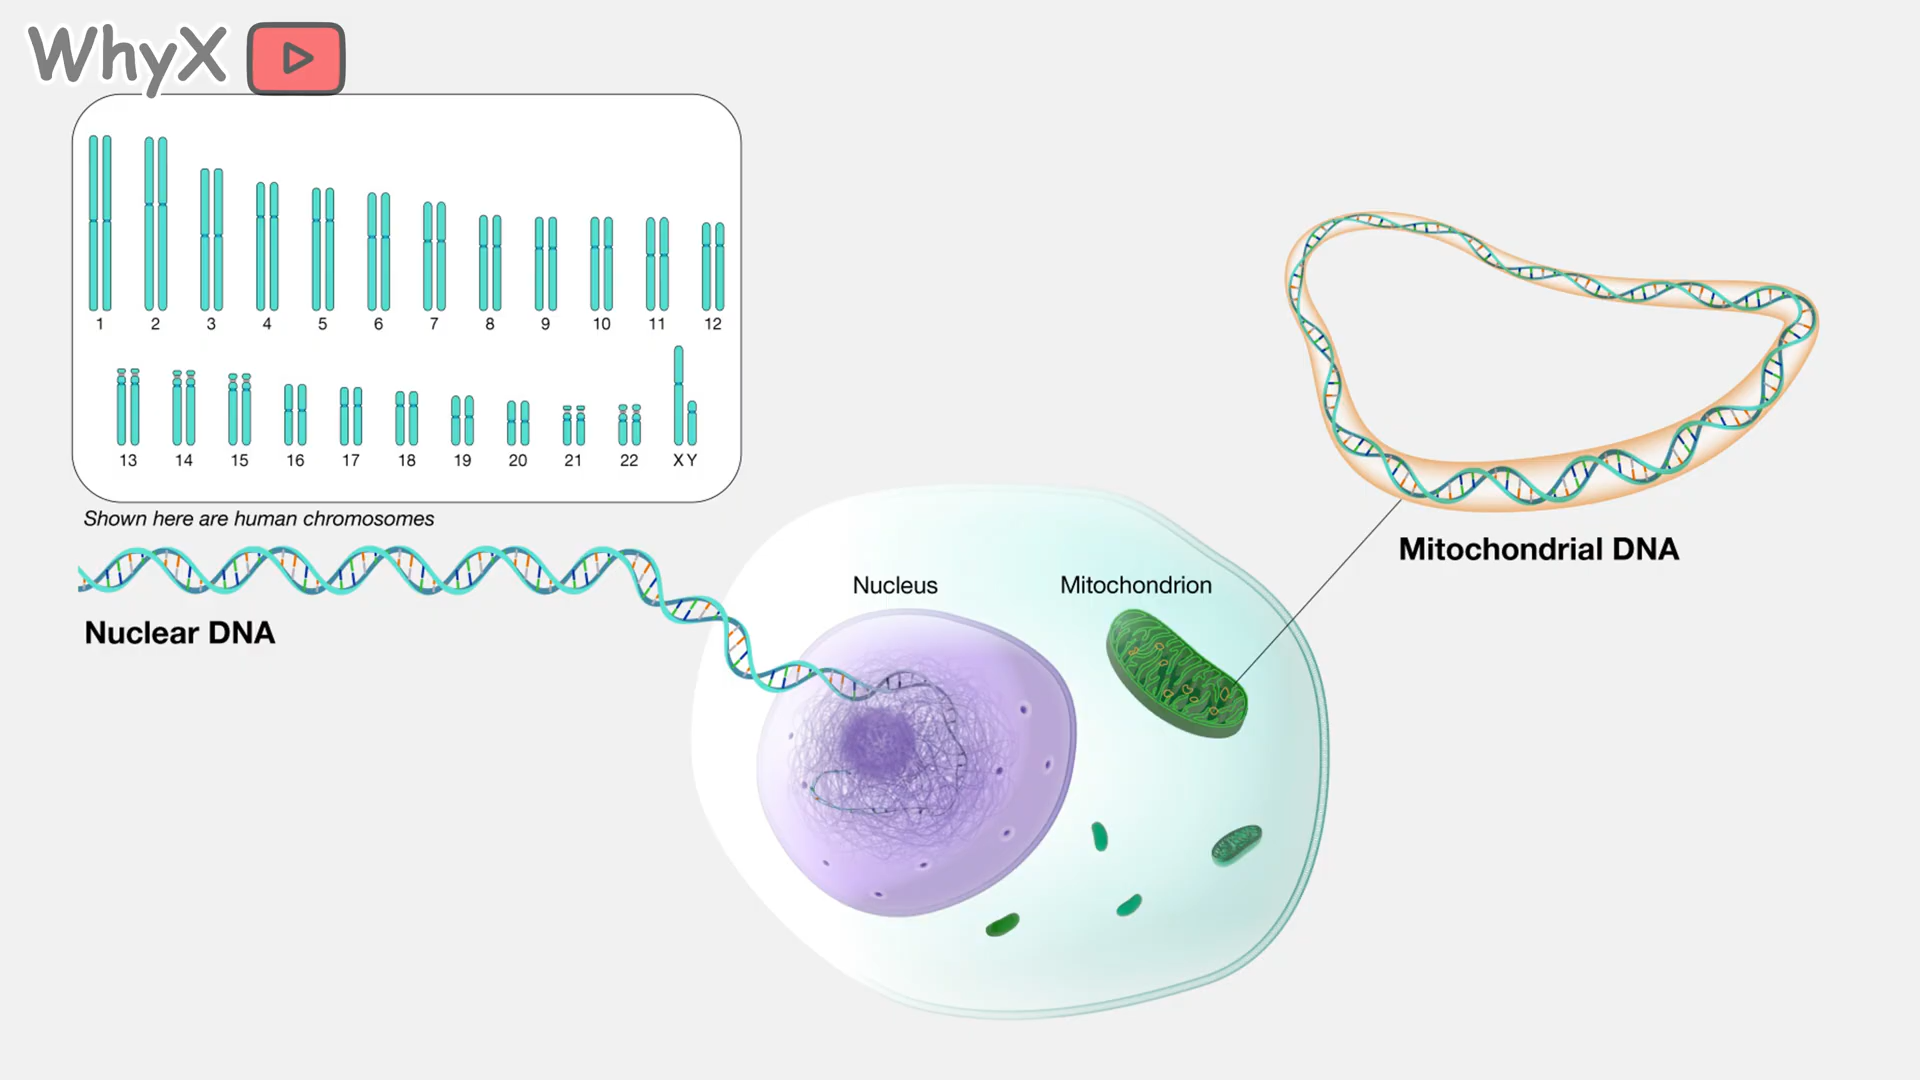 WhyX
1 2 3 4 5 6 7 8 9 10 11 12
13 14 15 16 17 18 19 20 21 22 X Y
Shown here are human chromosomes
Nuclear DNA
Nucleus
Mitochondrion
Mitochondrial DNA